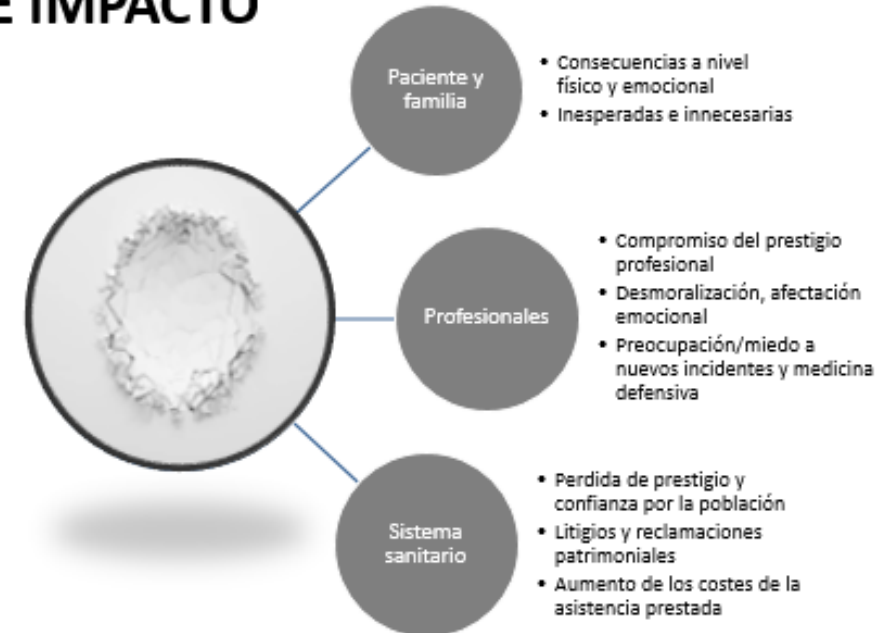 E IMPACTO
Paciente y
familia
• Consecuencias a nivel
físico y emocional
• Inesperadas e innecesarias
Profesionales
• Compromiso del prestigio
profesional
• Desmoralización, afectación
emocional
• Preocupación/miedo a
nuevos incidentes y medicina
defensiva
Sistema
sanitario
• Perdida de prestigio y
confianza por la población
• Litigios y reclamaciones
patrimoniales
• Aumento de los costes de la
asistencia prestada